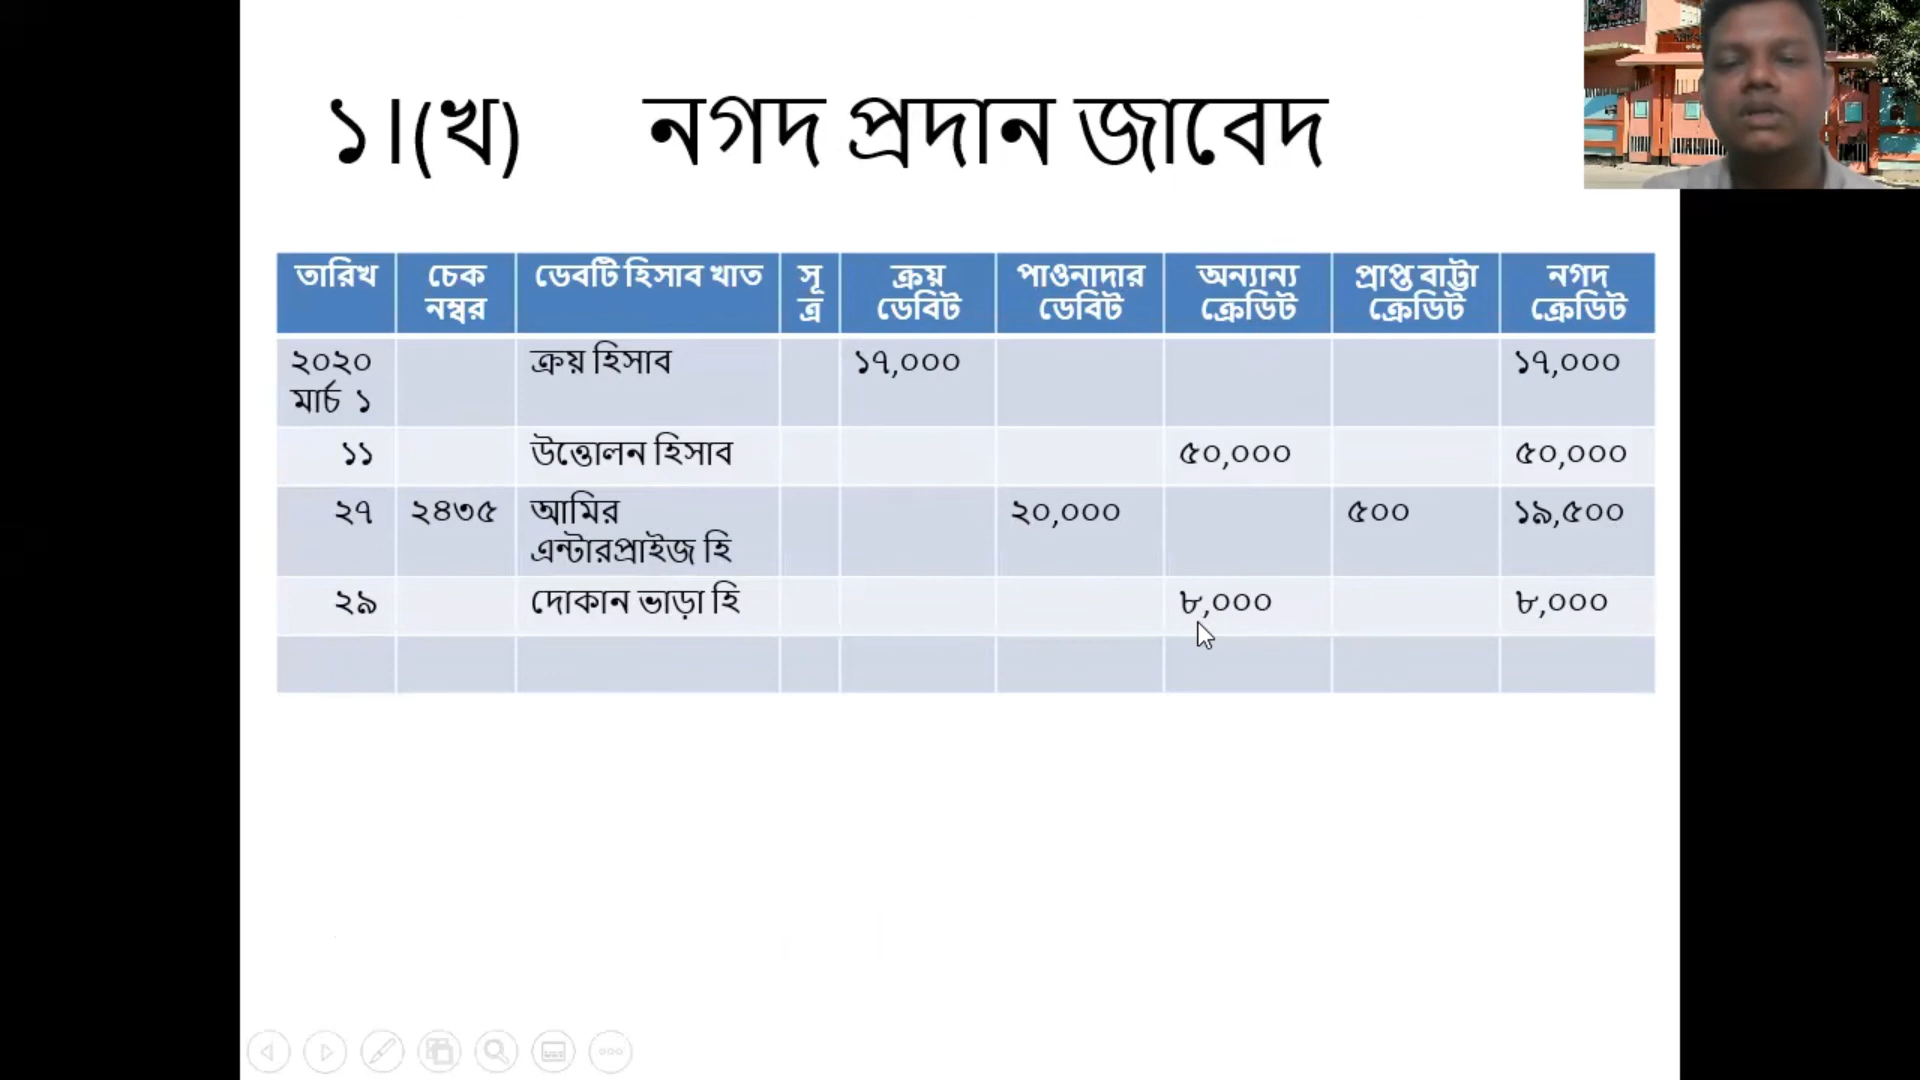 ১।(খ) নগদ প্রদান জাবেদ
তারিখ চেক নম্বর ডেবটি হিসাব খাত সূত্র ক্রয় ডেবিট পাওনাদার ডেবিট অন্যান্য ক্রেডিট প্রাপ্ত বাট্টা ক্রেডিট নগদ ক্রেডিট
২০২০ মার্চ ১ ক্রয় হিসাব ১৭,০০০ ১৭,০০০
১১ উত্তোলন হিসাব ৫০,০০০ ৫০,০০০
২৭ ২৪৩৫ আমির এন্টারপ্রাইজ হি ২০,০০০ ৫০০ ১৯,৫০০
২৯ দোকান ভাড়া হি ৮,০০০ ৮,০০০